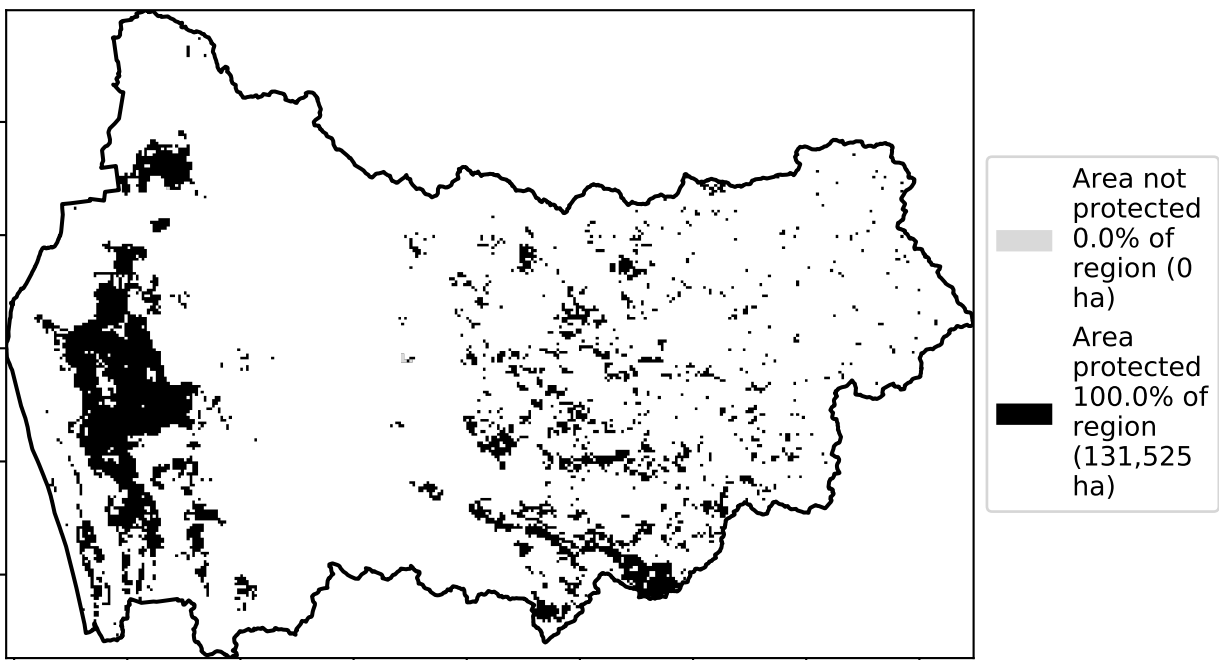 Area not
protected
0.0% of
region (0
ha)
Area
protected
100.0% of
region
(131,525
ha)